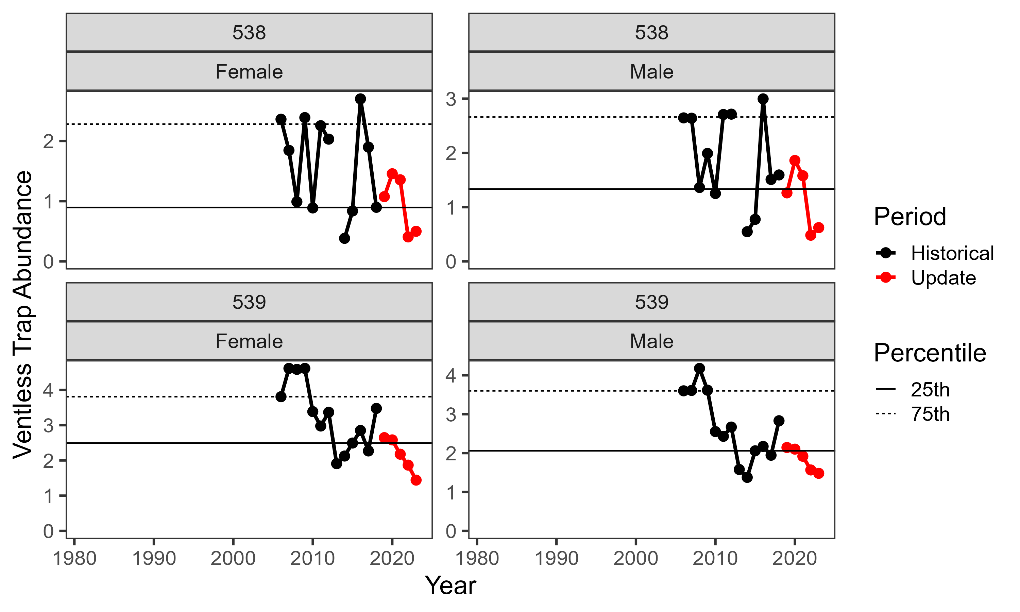 538
538
Female
Male
2
1
0
3
2
1
0
539
539
Female
Male
4
3
2
1
0
4
3
2
1
0
1980
1990
2000
2010
2020
1980
1990
2000
2010
2020
Year
Ventless Trap Abundance
Period
Historical
Update
Percentile
25th
75th